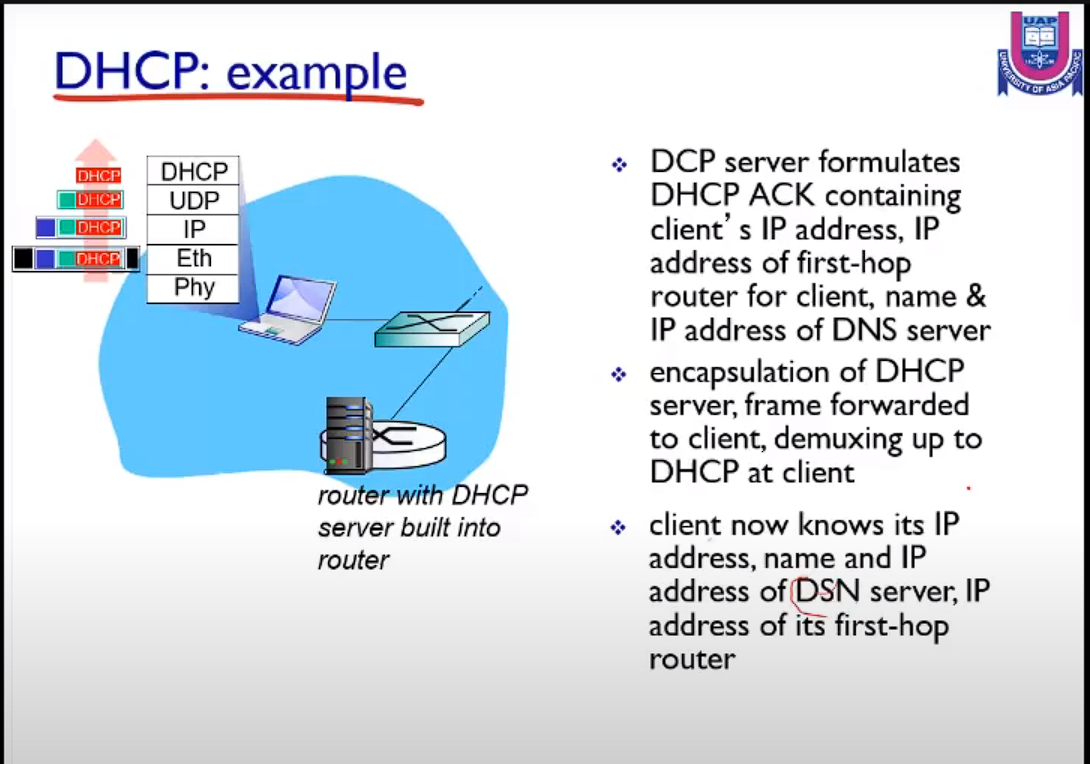 DHCP: example
UAP
UNIVERSITY OF ASIA PACIFIC
DHCP
DHCP
DHCP
DHCP
DHCP
UDP
IP
Eth
Phy
router with DHCP
server built into
router
❖ DCP server formulates
DHCP ACK containing
client’s IP address, IP
address of first-hop
router for client, name &
IP address of DNS server
❖ encapsulation of DHCP
server, frame forwarded
to client, demuxing up to
DHCP at client
❖ client now knows its IP
address, name and IP
address of DSN server, IP
address of its first-hop
router